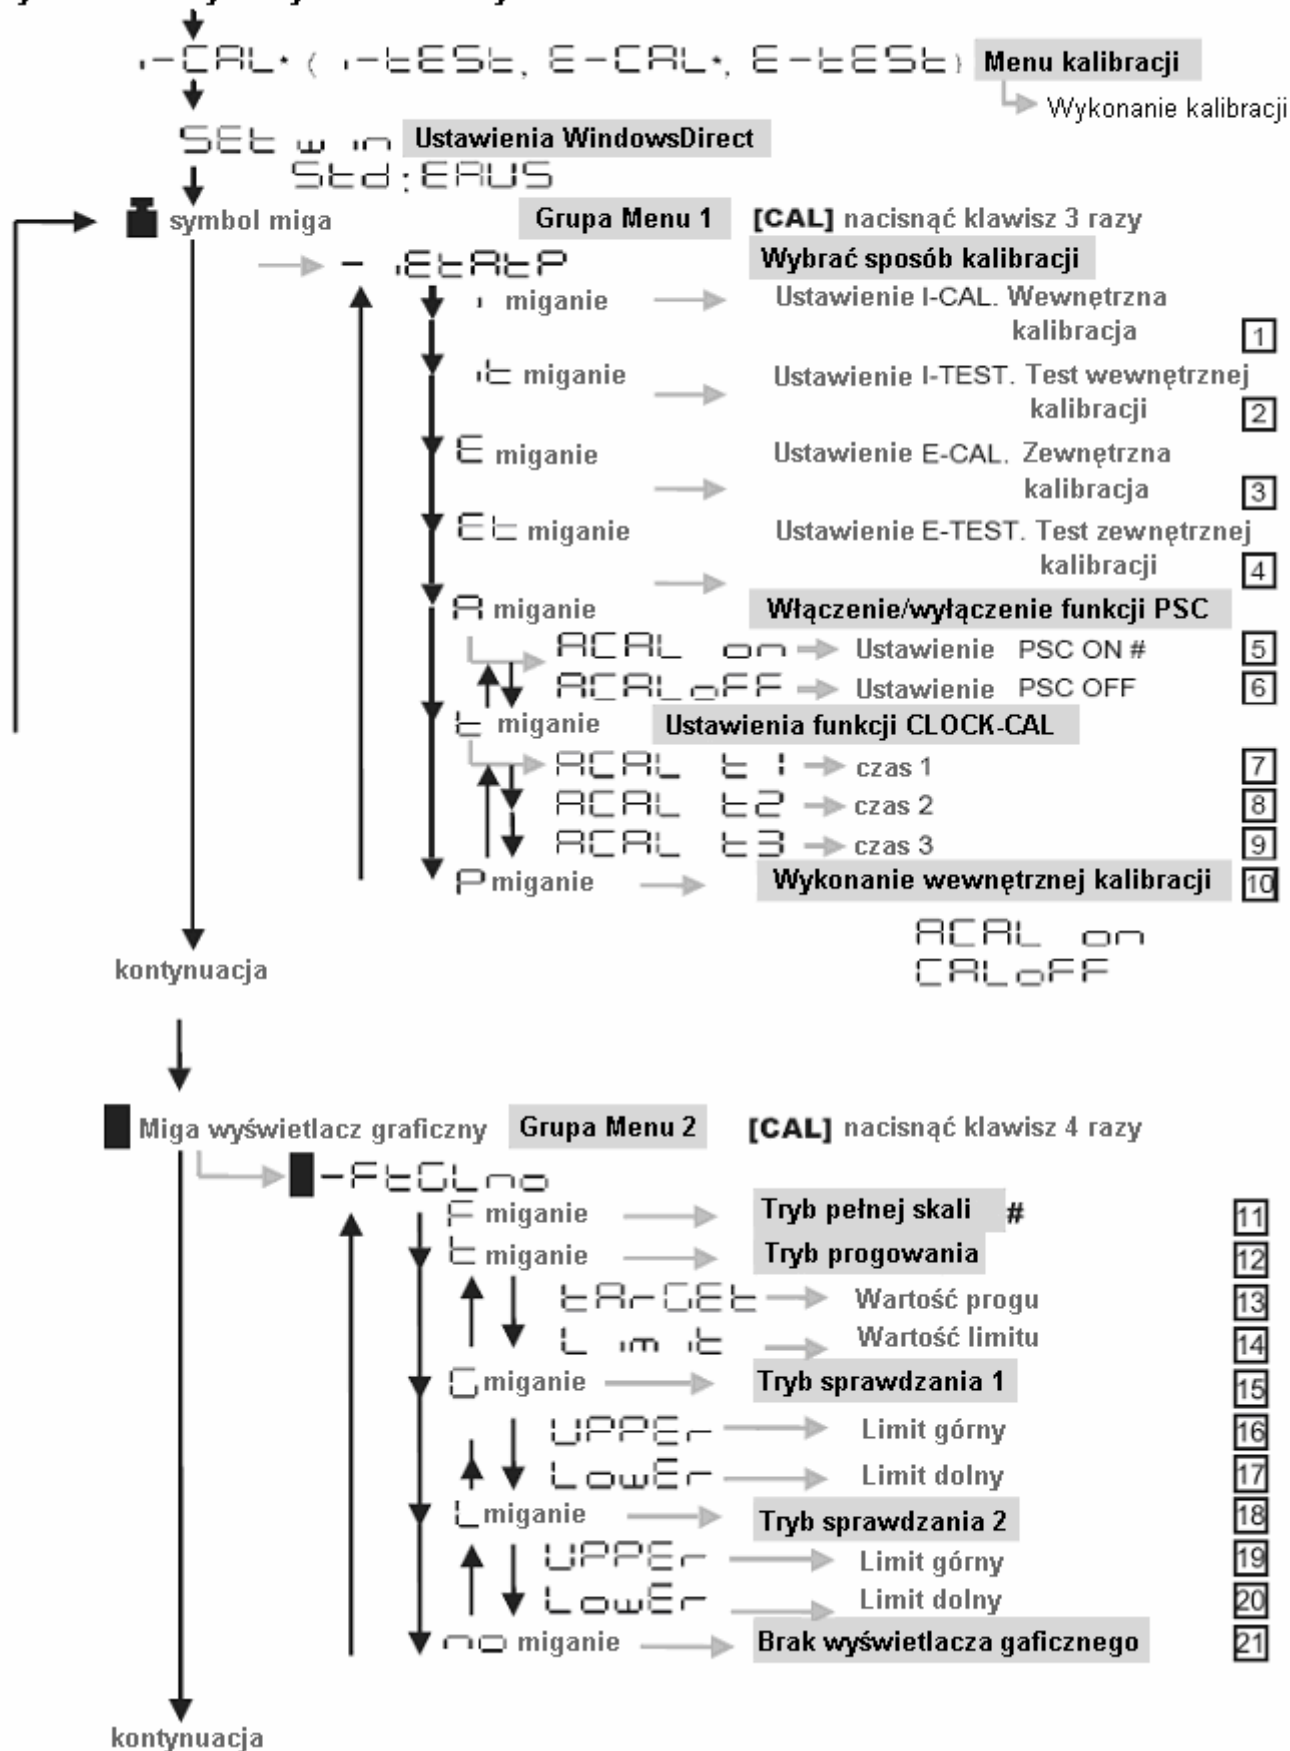 i-CAL* ( i-tESt, E-CAL*, E-tESt) Menu kalibracji
Wykonanie kalibracji
SEt w in Ustawienia WindowsDirect
Std:EAUS
symbol miga Grupa Menu 1 [CAL] nacisnąć klawisz 3 razy
- iEtAtP Wybrać sposób kalibracji
i miganie Ustawienie I-CAL. Wewnętrzna
kalibracja 1
it miganie Ustawienie I-TEST. Test wewnętrznej
kalibracji 2
E miganie Ustawienie E-CAL. Zewnętrzna
kalibracja 3
Et miganie Ustawienie E-TEST. Test zewnętrznej
kalibracji 4
A miganie Włączenie/wyłączenie funkcji PSC
ACAL on Ustawienie PSC ON # 5
ACALoFF Ustawienie PSC OFF 6
t miganie Ustawienia funkcji CLOCK-CAL
ACAL t1 czas 1 7
ACAL t2 czas 2 8
ACAL t3 czas 3 9
P miganie Wykonanie wewnętrznej kalibracji 10
ACAL on
CALoFF
kontynuacja
Miga wyświetlacz graficzny Grupa Menu 2 [CAL] nacisnąć klawisz 4 razy
-FtGLno
F miganie Tryb pełnej skali # 11
t miganie Tryb progowania 12
tArGEt Wartość progu 13
L im it Wartość limitu 14
G miganie Tryb sprawdzania 1 15
UPPEr Limit górny 16
LowEr Limit dolny 17
L miganie Tryb sprawdzania 2 18
UPPEr Limit górny 19
LowEr Limit dolny 20
no miganie Brak wyświetlacza gaficznego 21
kontynuacja